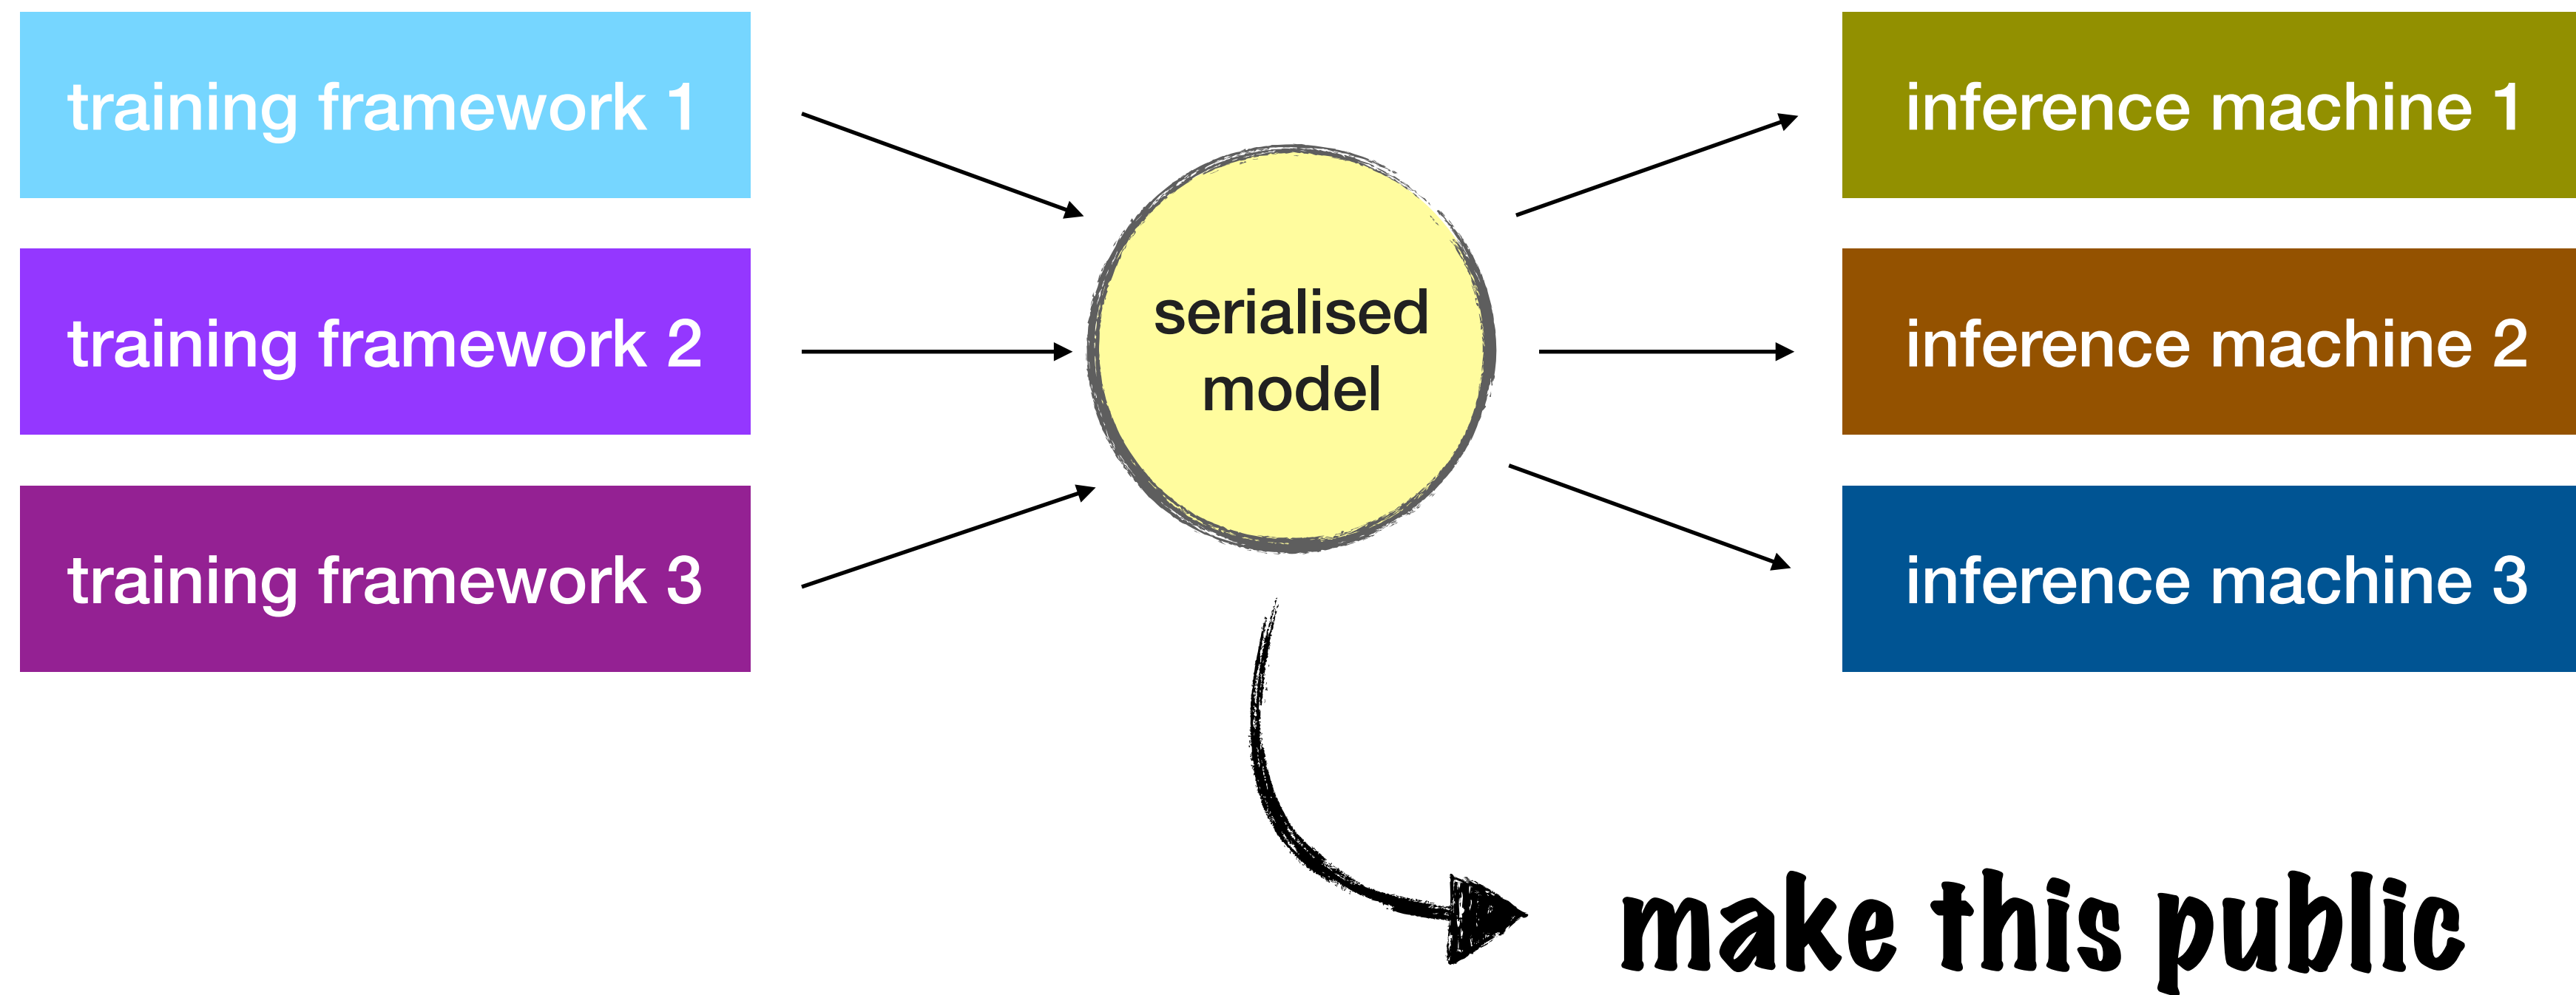 training framework 1
training framework 2
training framework 3
serialised
model
inference machine 1
inference machine 2
inference machine 3
make this public